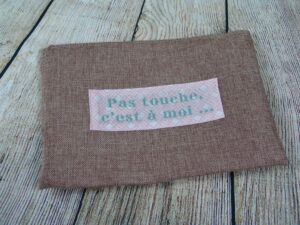 Pas touche,
c'est à moi ...